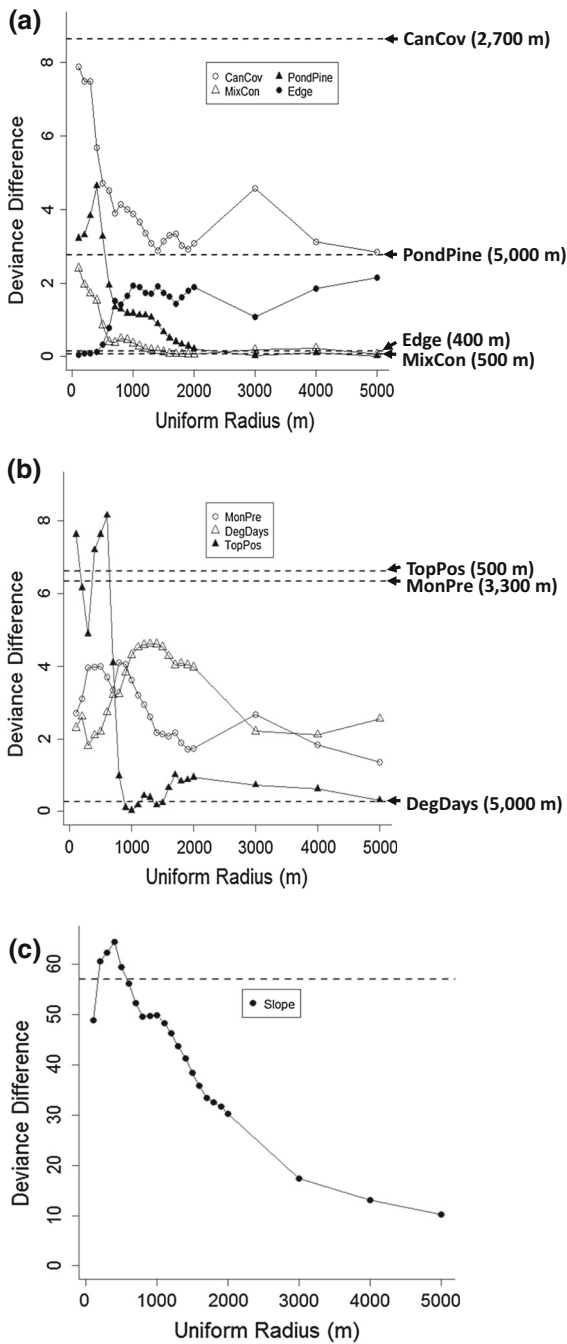 (a)
CanCov (2,700 m)
CanCov PondPine
MixCon Edge
Deviance Difference
8
6
4
2
0
PondPine (5,000 m)
Edge (400 m)
MixCon (500 m)
0 1000 2000 3000 4000 5000
Uniform Radius (m)
(b)
MonPre
DegDays
TopPos
Deviance Difference
8
6
4
2
0
TopPos (500 m)
MonPre (3,300 m)
DegDays (5,000 m)
0 1000 2000 3000 4000 5000
Uniform Radius (m)
(c)
Slope
Deviance Difference
60
50
40
30
20
10
0
0 1000 2000 3000 4000 5000
Uniform Radius (m)